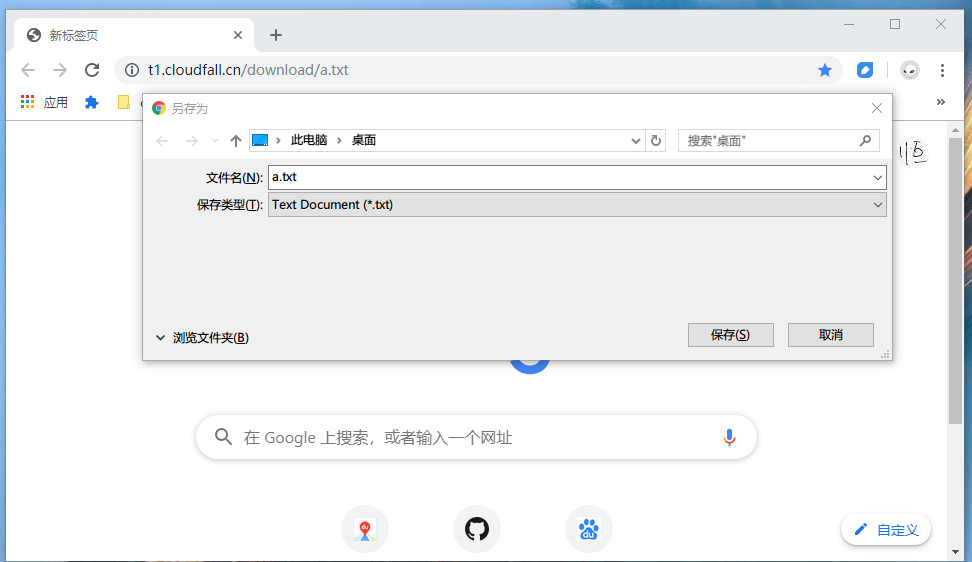 新标签页
t1.cloudfall.cn/download/a.txt
应用
另存为
此电脑 › 桌面
搜索"桌面"
文件名(N): a.txt
保存类型(T): Text Document (*.txt)
浏览文件夹(B)
保存(S) 取消
在 Google 上搜索，或者输入一个网址
du
du
自定义